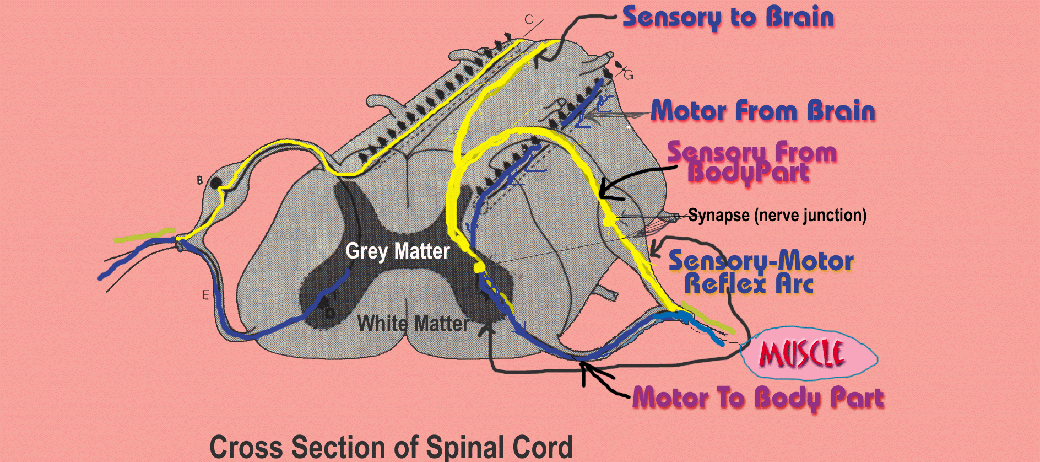 C
Sensory to Brain
G
Motor From Brain
Sensory From
BodyPart
B
Synapse (nerve junction)
Grey Matter
Sensory-Motor
Reflex Arc
E
D
White Matter
MUSCLE
Motor To Body Part
Cross Section of Spinal Cord